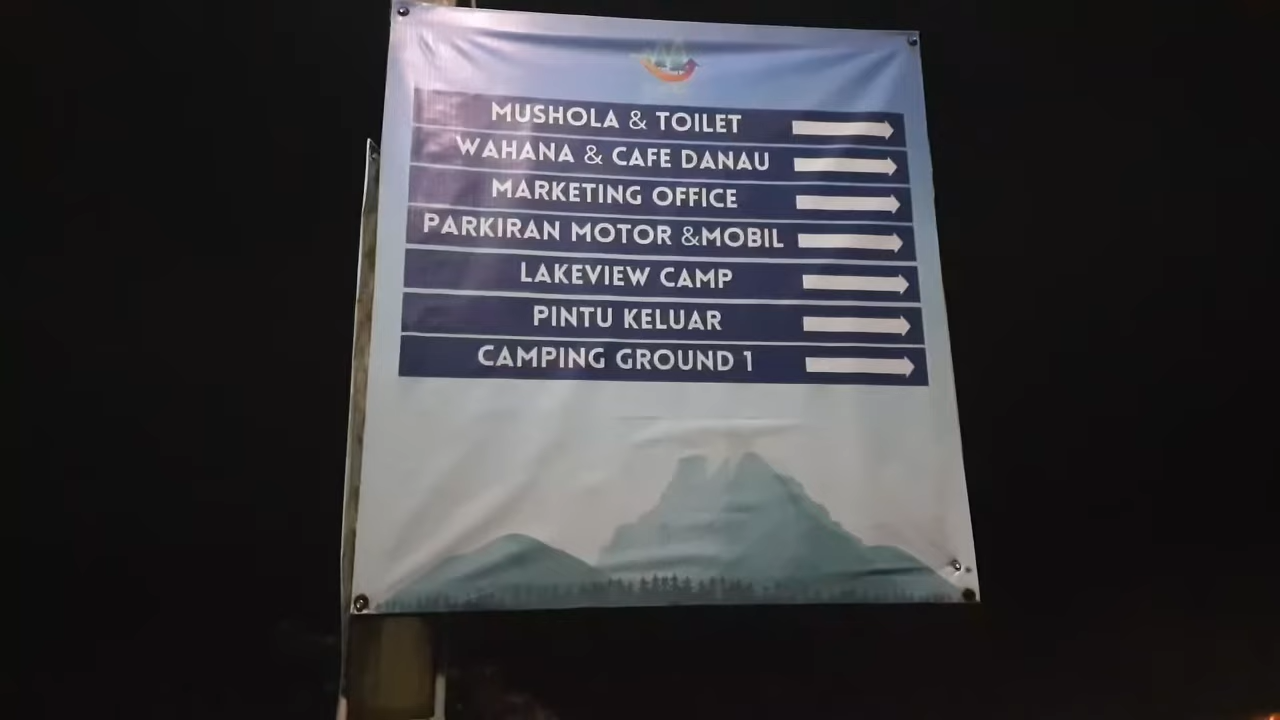 MUSHOLA & TOILET
WAHANA & CAFE DANAU
MARKETING OFFICE
PARKIRAN MOTOR &MOBIL
LAKEVIEW CAMP
PINTU KELUAR
CAMPING GROUND 1